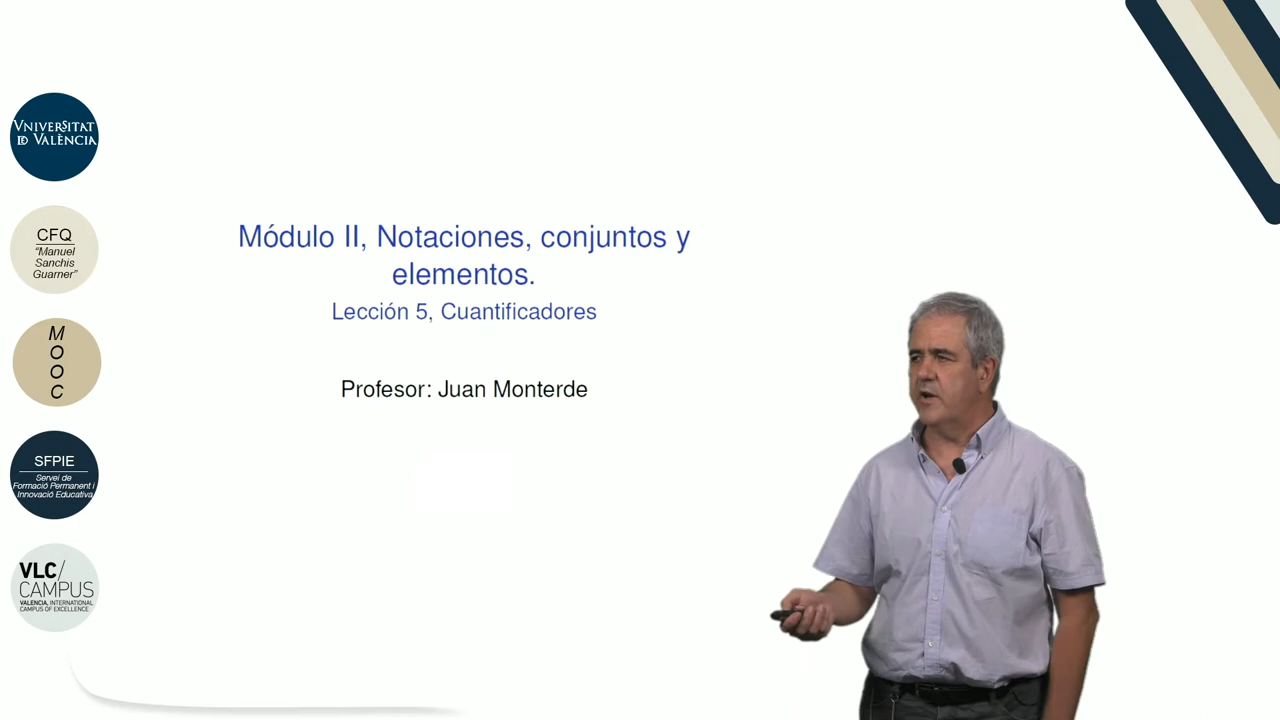 VNIVERSITAT
ID VALÈNCIA
CFQ
"Manuel
Sanchis
Guarner"
M
O
O
C
SFPIE
Servei de
Formació Permanent i
Innovació Educativa
VLC/
CAMPUS
VALENCIA, INTERNATIONAL
CAMPUS OF EXCELLENCE
Módulo II, Notaciones, conjuntos y
elementos.
Lección 5, Cuantificadores
Profesor: Juan Monterde